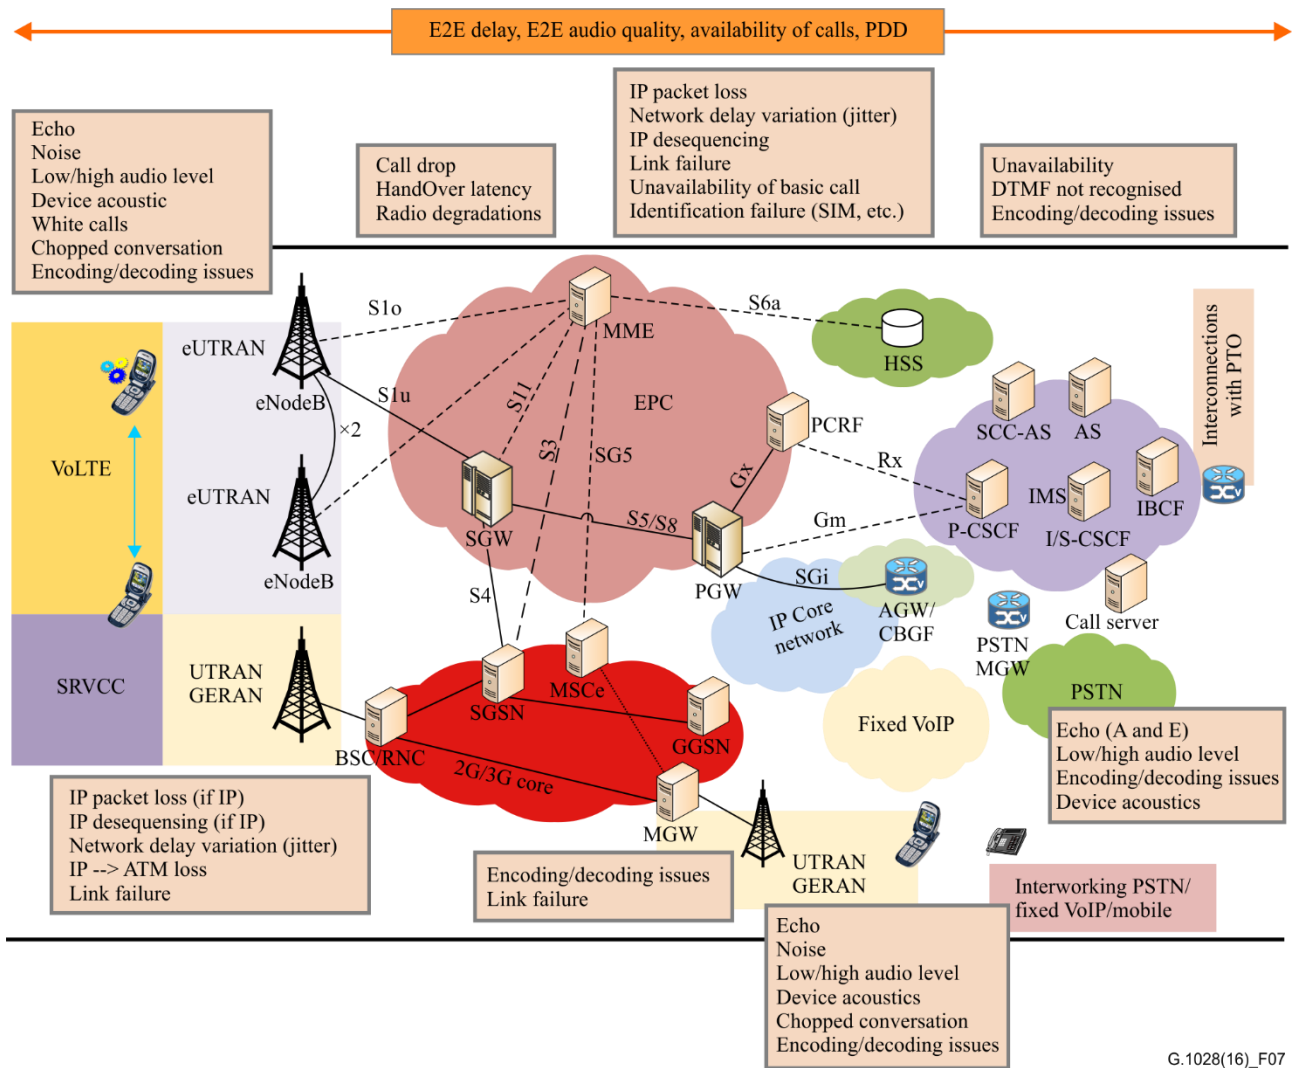 E2E delay, E2E audio quality, availability of calls, PDD
Echo
Noise
Low/high audio level
Device acoustic
White calls
Chopped conversation
Encoding/decoding issues
Call drop
HandOver latency
Radio degradations
IP packet loss
Network delay variation (jitter)
IP desequencing
Link failure
Unavailability of basic call
Identification failure (SIM, etc.)
Unavailability
DTMF not recognised
Encoding/decoding issues
S1o
MME
S6a
HSS
Interconnections
with PTO
eUTRAN
eNodeB
S1u
×2
S11
S3
SG5
EPC
PCRF
SCC-AS
AS
VoLTE
eUTRAN
eNodeB
SGW
S5/S8
Gx
PGW
Rx
Gm
P-CSCF
IMS
I/S-CSCF
IBCF
V
S4
SGi
IP Core
network
V
AGW/
CBGF
V
PSTN
MGW
Call server
SRVCC
UTRAN
GERAN
BSC/RNC
SGSN
MSCe
GGSN
2G/3G core
MGW
Fixed VoIP
PSTN
Echo (A and E)
Low/high audio level
Encoding/decoding issues
Device acoustics
IP packet loss (if IP)
IP desequensing (if IP)
Network delay variation (jitter)
IP --> ATM loss
Link failure
Encoding/decoding issues
Link failure
UTRAN
GERAN
Interworking PSTN/
fixed VoIP/mobile
Echo
Noise
Low/high audio level
Device acoustics
Chopped conversation
Encoding/decoding issues
G.1028(16)_F07